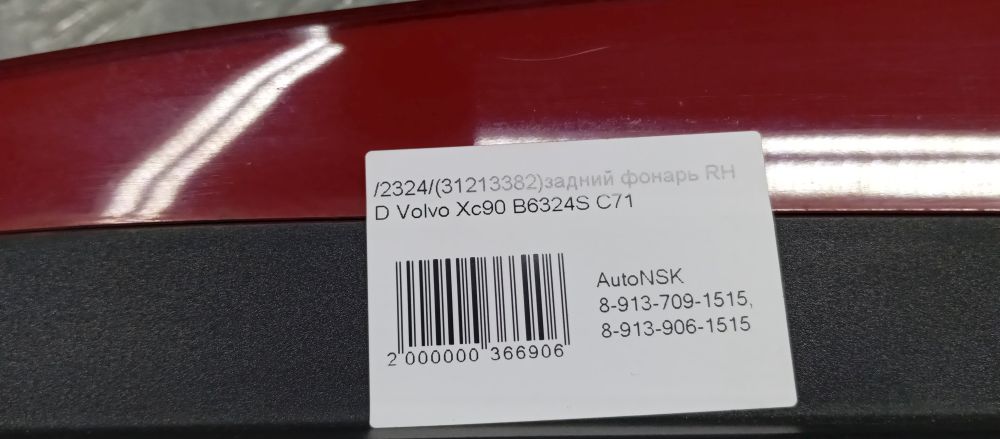 /2324/(31213382)задний фонарь RH
D Volvo Xc90 B6324S C71
AutoNSK
8-913-709-1515,
8-913-906-1515
2 000000 366906